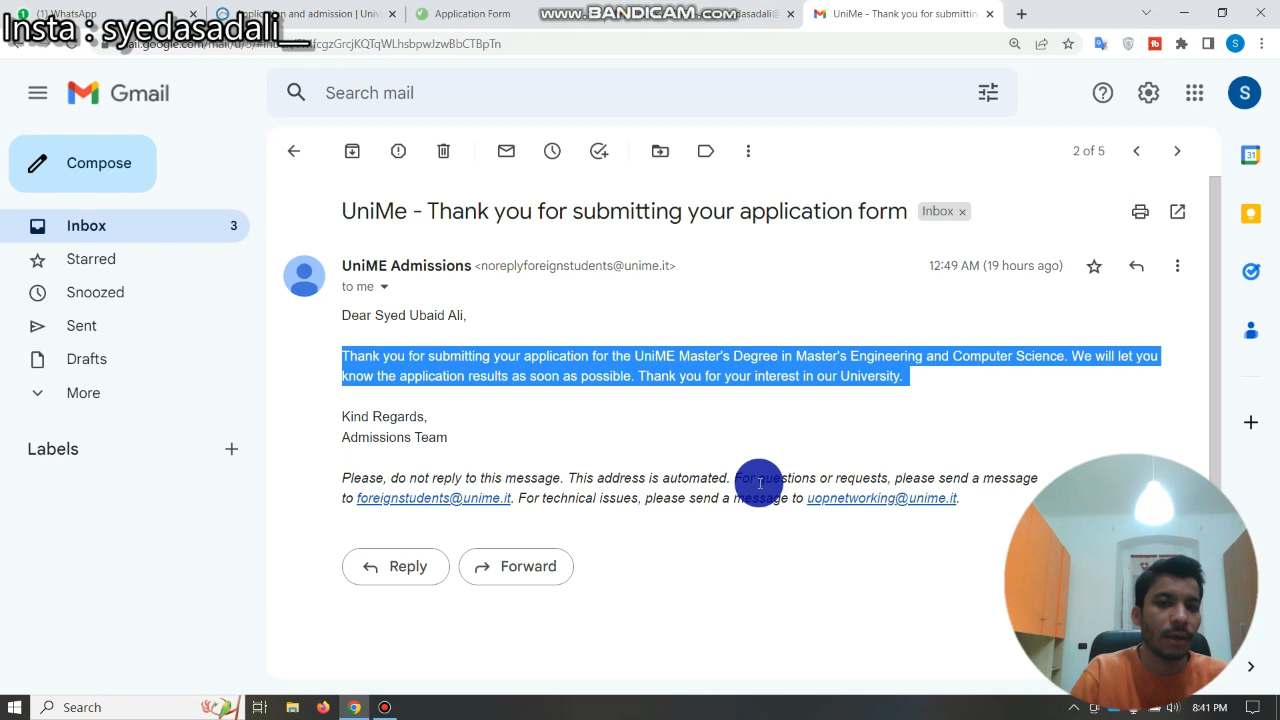 WhatsApp
Application and admission | Uni
Application Form
www.BANDICAM.com
UniMe - Thank you for submittin
Insta : syedasadali__
Gmail
Search mail
S
Compose
2 of 5
Inbox 3
Starred
Snoozed
Sent
Drafts
More
Labels
UniMe - Thank you for submitting your application form Inbox ×
UniME Admissions <noreplyforeignstudents@unime.it> 12:49 AM (19 hours ago)
to me
Dear Syed Ubaid Ali,
Thank you for submitting your application for the UniME Master's Degree in Master's Engineering and Computer Science. We will let you
know the application results as soon as possible. Thank you for your interest in our University.
Kind Regards,
Admissions Team
Please, do not reply to this message. This address is automated. For questions or requests, please send a message
to foreignstudents@unime.it. For technical issues, please send a message to uopnetworking@unime.it.
Reply Forward
Search
8:41 PM